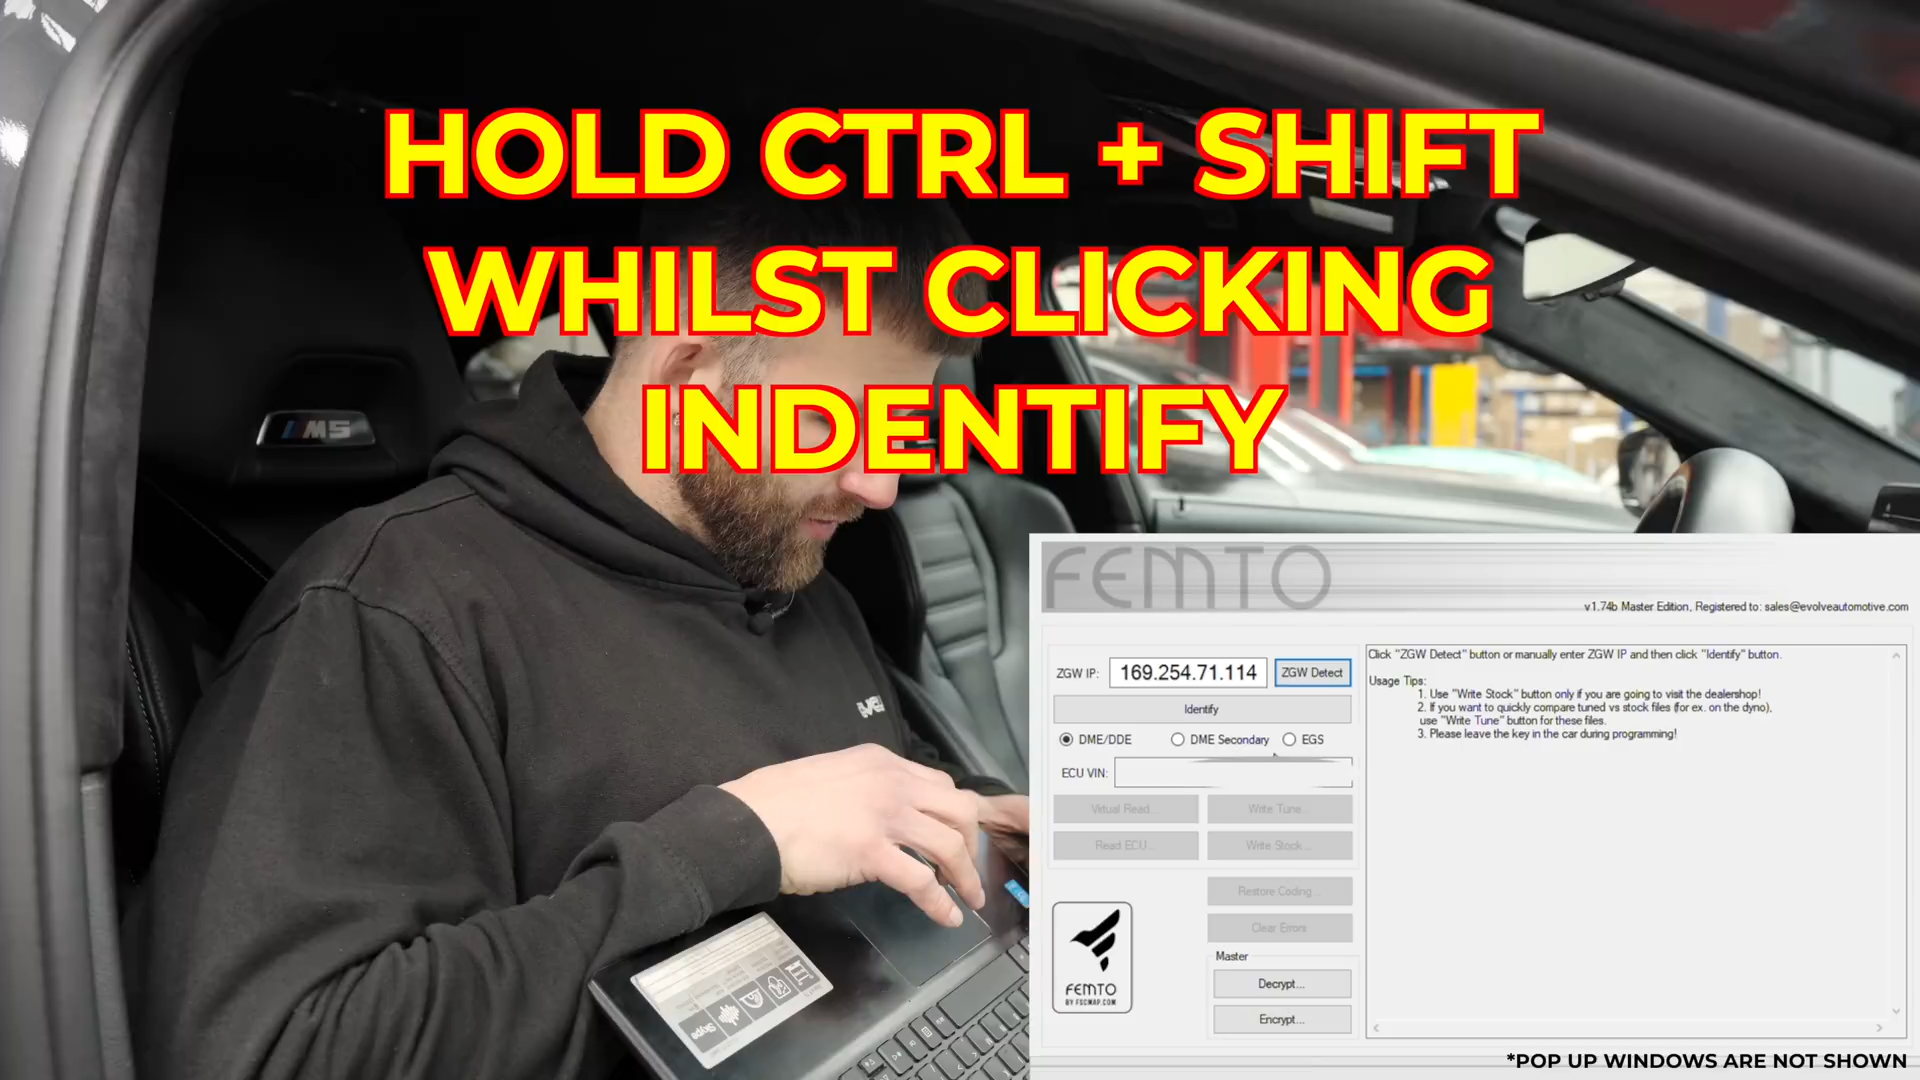 HOLD CTRL + SHIFT
WHILST CLICKING
INDENTIFY
M5
FEMTO
v1.74b Master Edition, Registered to: sales@evolveautomotive.com
ZGW IP: 169.254.71.114 ZGW Detect
Identify
DME/DDE DME Secondary EGS
ECU VIN:
Virtual Read... Write Tune...
Read ECU... Write Stock...
Restore Coding...
Clear Errors
Master
Decrypt...
Encrypt...
FEMTO
BY FSCMAP.COM
Click "ZGW Detect" button or manually enter ZGW IP and then click "Identify" button.
Usage Tips:
1. Use "Write Stock" button only if you are going to visit the dealership!
2. If you want to quickly compare tuned vs stock files (for ex. on the dyno),
use "Write Tune" button for these files.
3. Please leave the key in the car during programming!
Skype
*POP UP WINDOWS ARE NOT SHOWN